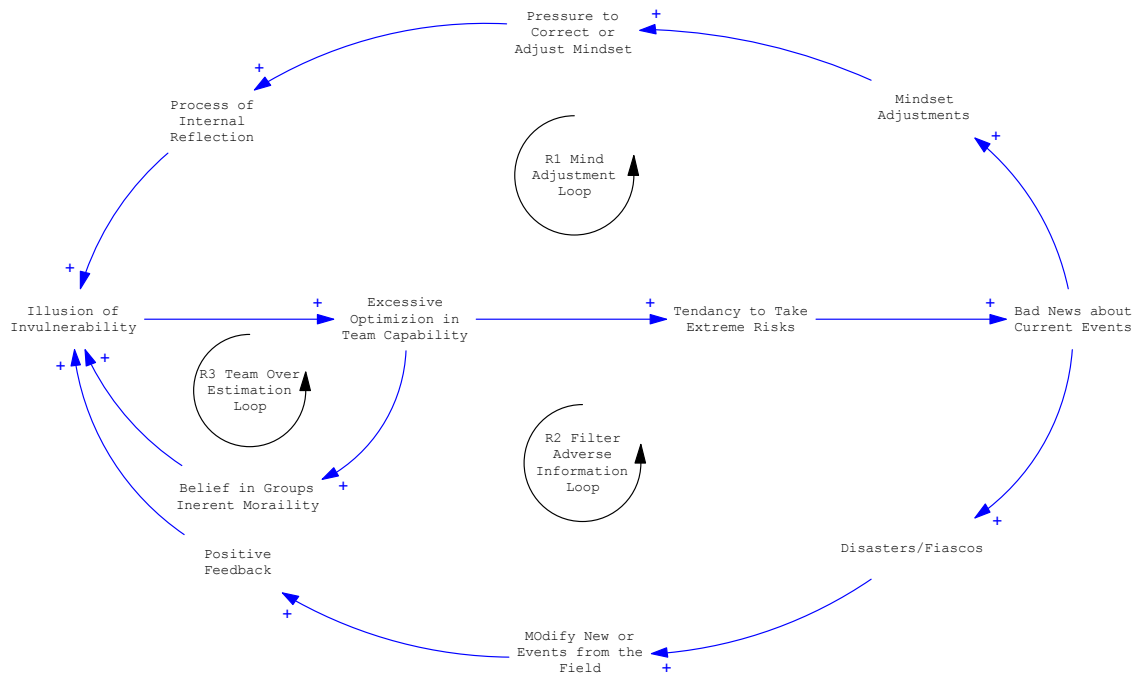 Pressure to
Correct or
Adjust Mindset
+
+
Process of
Internal
Reflection
Mindset
Adjustments
+
R1 Mind
Adjustment
Loop
+
Illusion of
Invulnerability
+
Excessive
Optimizion in
Team Capability
+
Tendancy to Take
Extreme Risks
+
Bad News about
Current Events
+
+
R3 Team Over
Estimation
Loop
R2 Filter
Adverse
Information
Loop
Belief in Groups
Inerent Moraility
+
+
Positive
Feedback
Disasters/Fiascos
+
MOdify New or
Events from the
Field
+